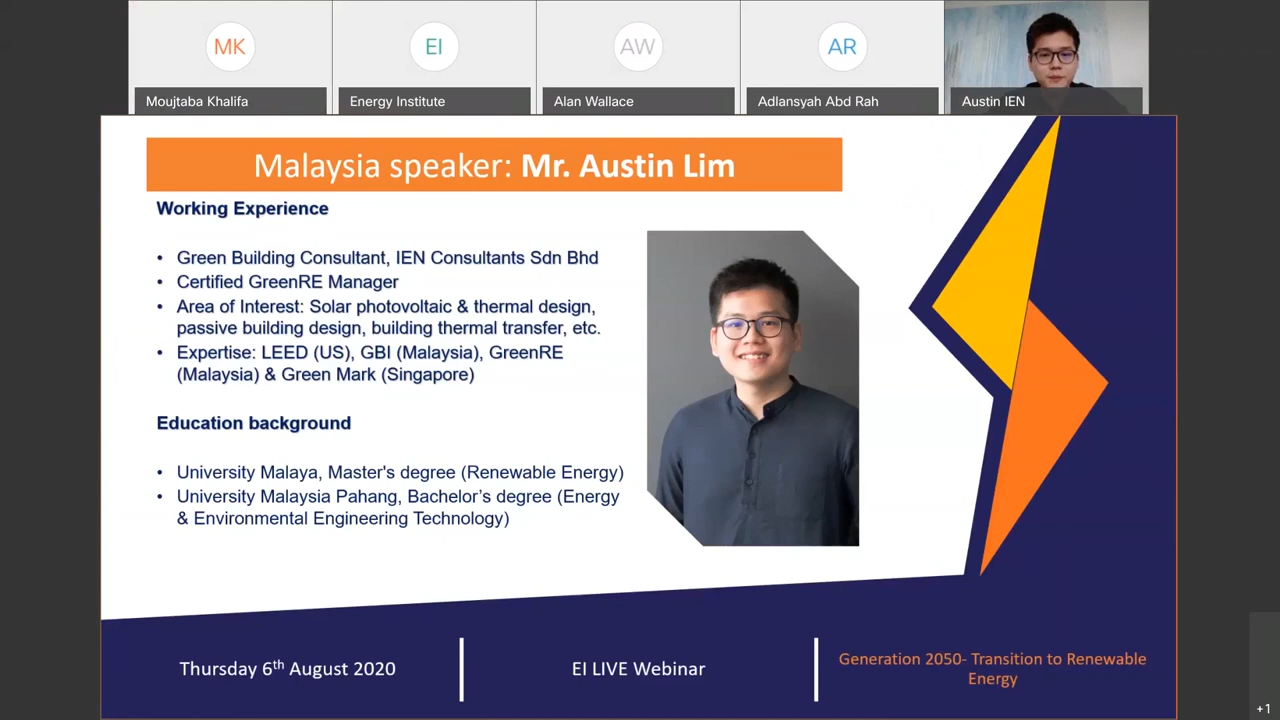 MK
EI
AW
AR
Moujtaba Khalifa
Energy Institute
Alan Wallace
Adlansyah Abd Rah
Austin IEN
Malaysia speaker: Mr. Austin Lim
Working Experience
• Green Building Consultant, IEN Consultants Sdn Bhd
• Certified GreenRE Manager
• Area of Interest: Solar photovoltaic & thermal design,
passive building design, building thermal transfer, etc.
• Expertise: LEED (US), GBI (Malaysia), GreenRE
(Malaysia) & Green Mark (Singapore)
Education background
• University Malaya, Master's degree (Renewable Energy)
• University Malaysia Pahang, Bachelor’s degree (Energy
& Environmental Engineering Technology)
Thursday 6th August 2020
EI LIVE Webinar
Generation 2050- Transition to Renewable
Energy
+1